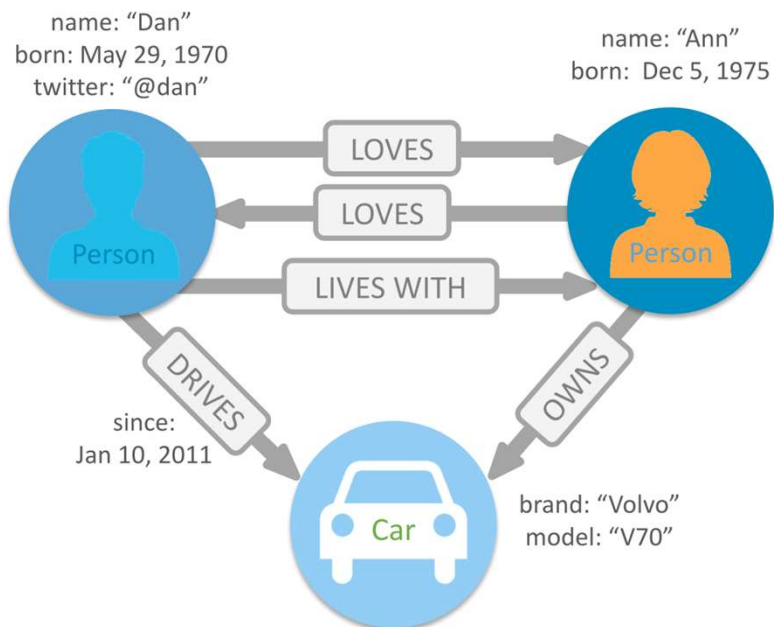 name: “Dan”
born: May 29, 1970
twitter: “@dan”
name: “Ann”
born:  Dec 5, 1975
LOVES
LOVES
Person
Person
LIVES WITH
DRIVES
OWNS
since:
Jan 10, 2011
Car
brand: “Volvo”
model: “V70”